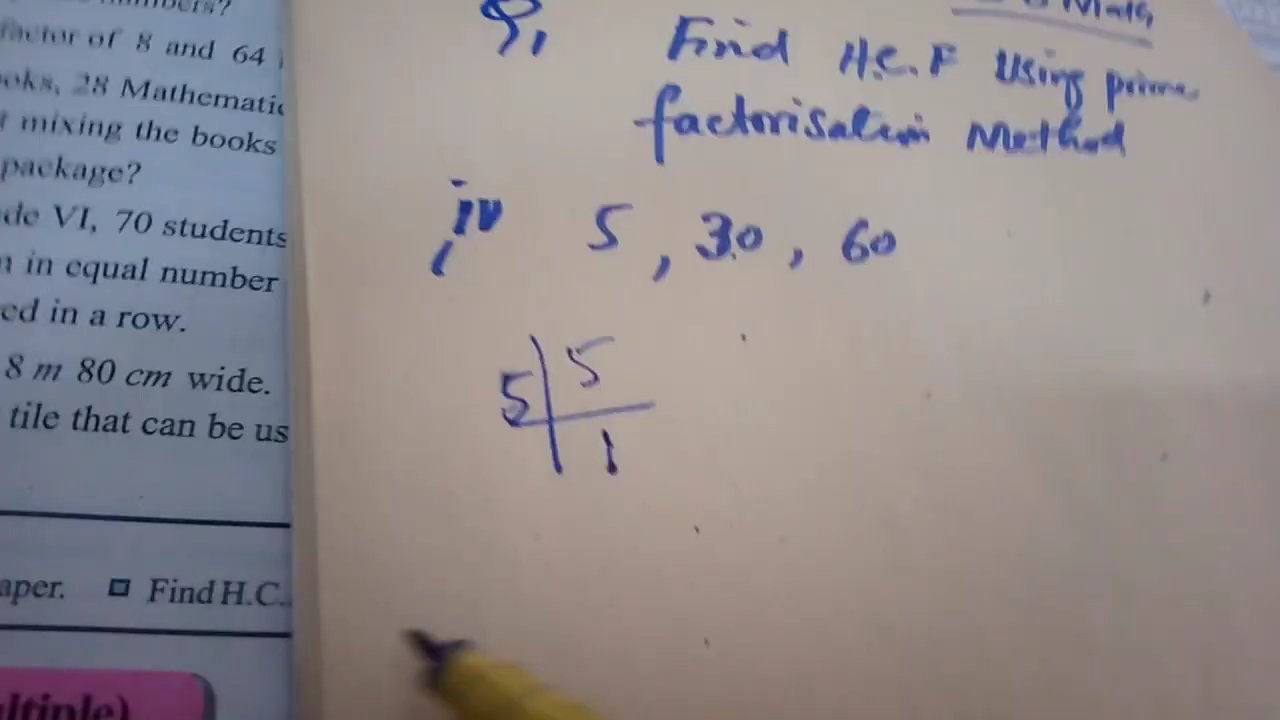 numbers?
factor of 8 and 64
oks, 28 Mathematic
t mixing the books
package?
de VI, 70 students
n in equal number
ed in a row.
8 m 80 cm wide.
tile that can be us
aper. Find H.C.
ultiple)
Math
Q1 Find H.C.F Using prime
factorisation Method
iv, 5, 30, 60
5 5
1